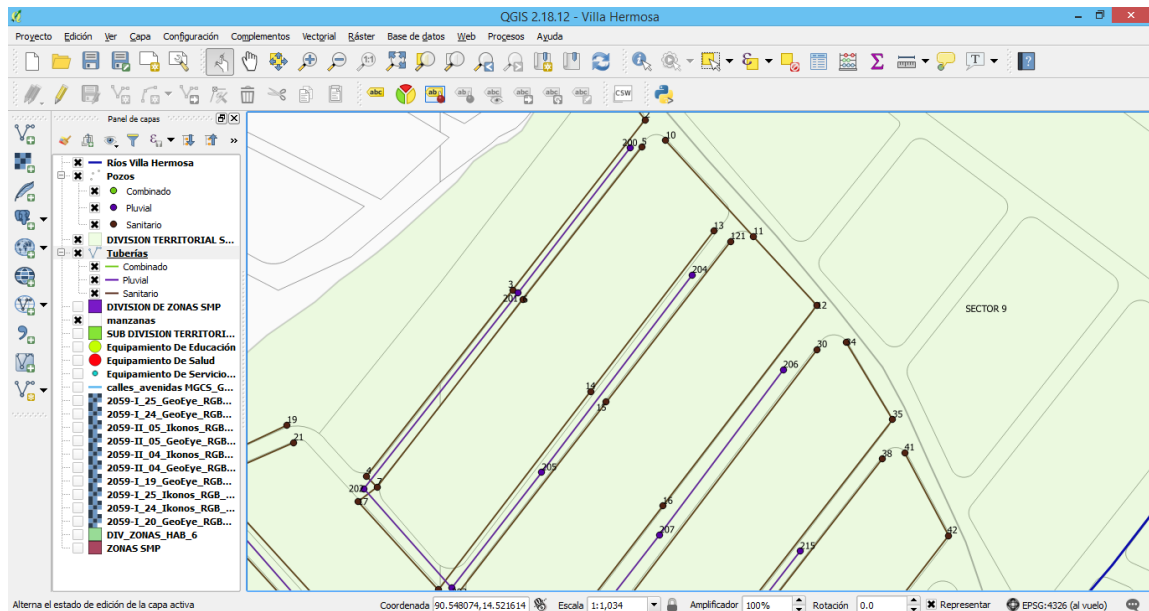 QGIS 2.18.12 - Villa Hermosa
Proyecto Edición Ver Capa Configuración Complementos Vectorial Ráster Base de datos Web Procesos Ayuda
Panel de capas
Ríos Villa Hermosa
Pozos
Combinado
Pluvial
Sanitario
DIVISION TERRITORIAL S...
Tuberías
Combinado
Pluvial
Sanitario
DIVISION DE ZONAS SMP
manzanas
SUB DIVISION TERRITORI...
Equipamiento De Educación
Equipamiento De Salud
Equipamiento De Servicio...
calles_avenidas MGCS_G...
2059-I_25_GeoEye_RGB...
2059-I_24_GeoEye_RGB...
2059-II_05_Ikonos_RGB...
2059-II_05_GeoEye_RGB...
2059-II_04_Ikonos_RGB...
2059-II_04_GeoEye_RGB...
2059-I_19_GeoEye_RGB...
2059-I_25_Ikonos_RGB_...
2059-I_24_Ikonos_RGB_...
2059-I_20_GeoEye_RGB...
DIV_ZONAS_HAB_6
ZONAS SMP
200
5
10
13
121
11
204
3
201
SECTOR 9
30
34
206
14
15
35
19
21
41
38
4
7
205
202
16
207
42
215
Alterna el estado de edición de la capa activa
Coordenada 90.548074,14.521614 Escala 1:1,034 Amplificador 100% Rotación 0.0 Representar EPSG:4326 (al vuelo)